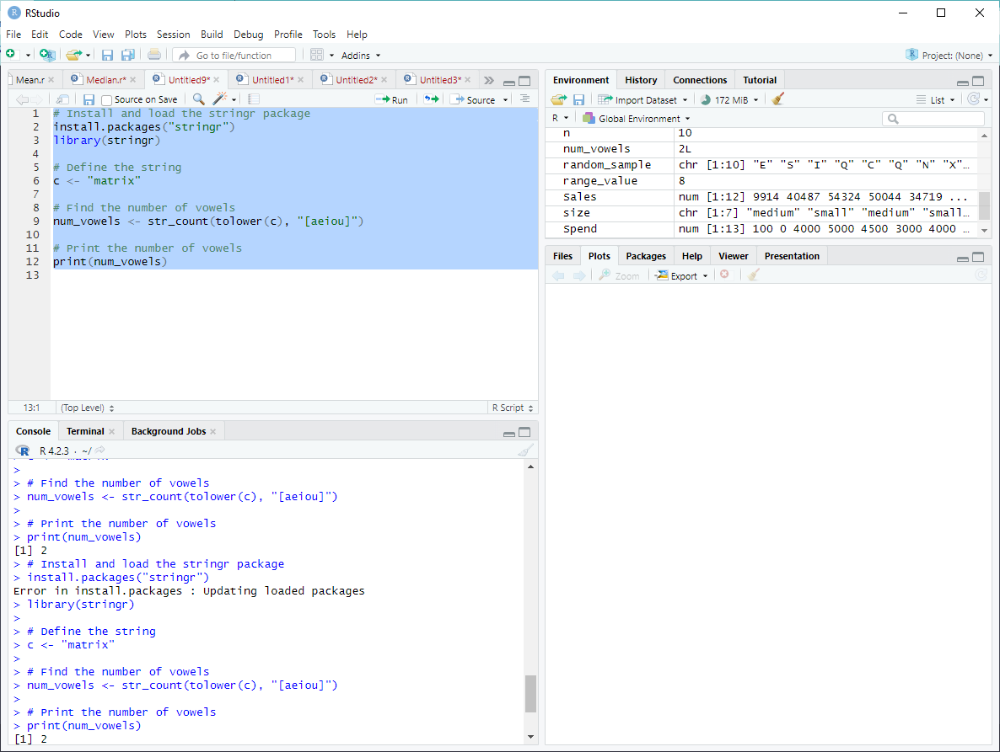 RStudio
File Edit Code View Plots Session Build Debug Profile Tools Help
Go to file/function Addins Project: (None)
Mean.r Median.r* Untitled9* Untitled1* Untitled2* Untitled3*
Source on Save Run Source
1 # Install and load the stringr package
2 install.packages("stringr")
3 library(stringr)
4
5 # Define the string
6 c <- "matrix"
7
8 # Find the number of vowels
9 num_vowels <- str_count(tolower(c), "[aeiou]")
10
11 # Print the number of vowels
12 print(num_vowels)
13
13:1 (Top Level) R Script
Console Terminal Background Jobs
R 4.2.3 · ~/
>
> # Find the number of vowels
> num_vowels <- str_count(tolower(c), "[aeiou]")
>
> # Print the number of vowels
> print(num_vowels)
[1] 2
> # Install and load the stringr package
> install.packages("stringr")
Error in install.packages : Updating loaded packages
> library(stringr)
>
> # Define the string
> c <- "matrix"
>
> # Find the number of vowels
> num_vowels <- str_count(tolower(c), "[aeiou]")
>
> # Print the number of vowels
> print(num_vowels)
[1] 2
Environment History Connections Tutorial
Import Dataset 172 MiB List
R Global Environment
n 10
num_vowels 2L
random_sample chr [1:10] "E" "S" "I" "Q" "C" "Q" "N" "X"…
range_value 8
Sales num [1:12] 9914 40487 54324 50044 34719 ...
size chr [1:7] "medium" "small" "medium" "small…
Spend num [1:13] 100 0 4000 5000 4500 3000 4000 …
Files Plots Packages Help Viewer Presentation
Zoom Export